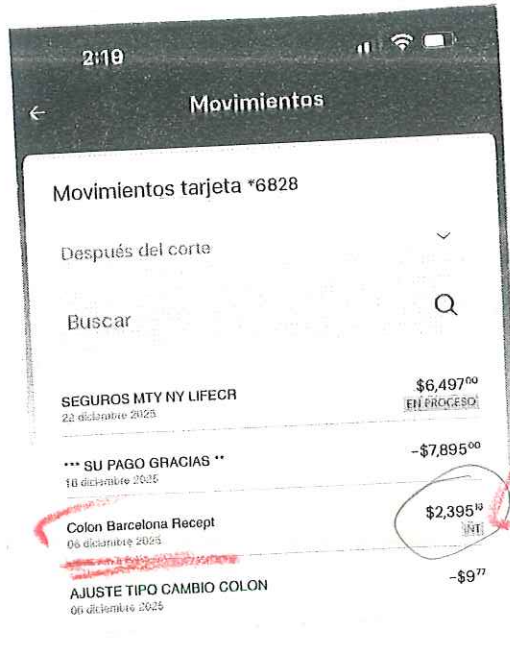 2:19
Movimientos
Movimientos tarjeta *6828
Después del corte
Buscar
SEGUROS MTY NY LIFECR $6,497⁰⁰
22 diciembre 2025 EN PROCESO
*** SU PAGO GRACIAS ** -$7,895⁰⁰
16 diciembre 2025
Colon Barcelona Recept $2,395
06 diciembre 2025 INT
AJUSTE TIPO CAMBIO COLON -$9⁷⁷
06 diciembre 2025